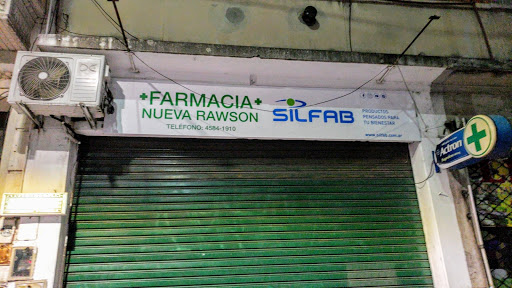 +FARMACIA+
NUEVA RAWSON
TELEFONO: 4584-1910
SILFAB
PRODUCTOS
PENSADOS PARA
TU BIENESTAR
www.silfab.com.ar
Actron